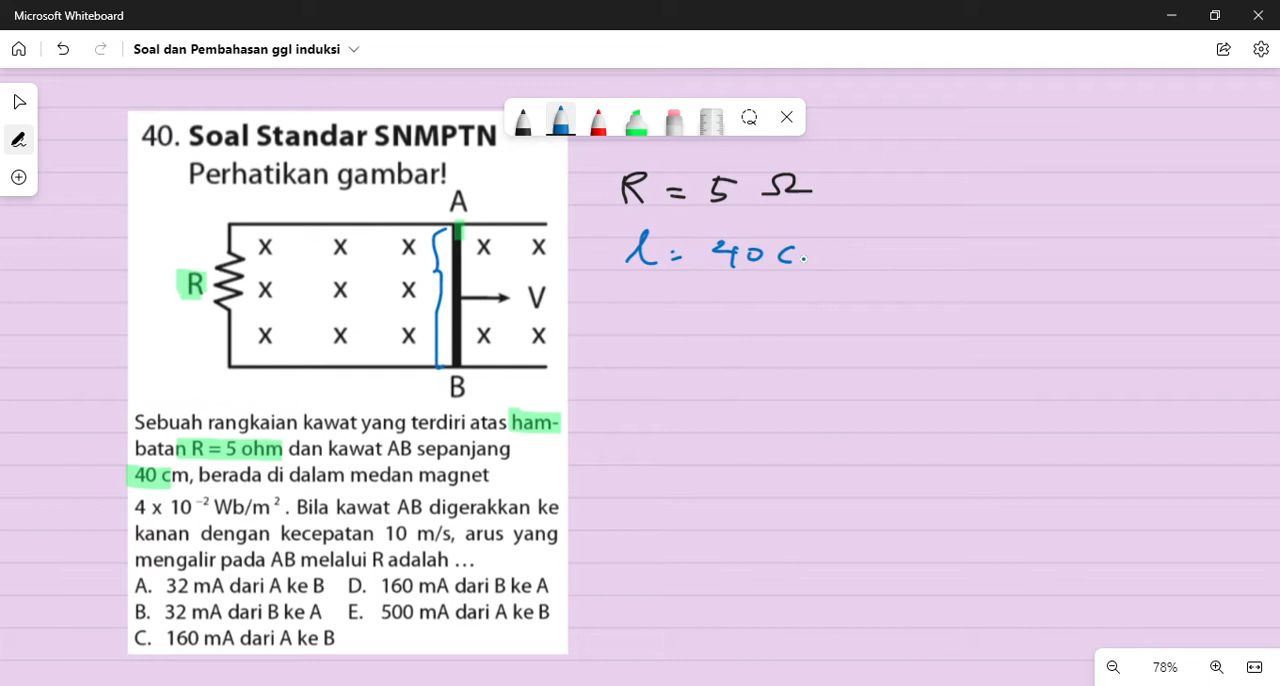 Microsoft Whiteboard
Soal dan Pembahasan ggl induksi
40. Soal Standar SNMPTN
Perhatikan gambar!
A
x x x x x
R x x x V
x x x x x
B
Sebuah rangkaian kawat yang terdiri atas ham-
batan R = 5 ohm dan kawat AB sepanjang
40 cm, berada di dalam medan magnet
4 x 10⁻² Wb/m². Bila kawat AB digerakkan ke
kanan dengan kecepatan 10 m/s, arus yang
mengalir pada AB melalui R adalah ...
A. 32 mA dari A ke B D. 160 mA dari B ke A
B. 32 mA dari B ke A E. 500 mA dari A ke B
C. 160 mA dari A ke B
R = 5 Ω
l = 40 c
78%